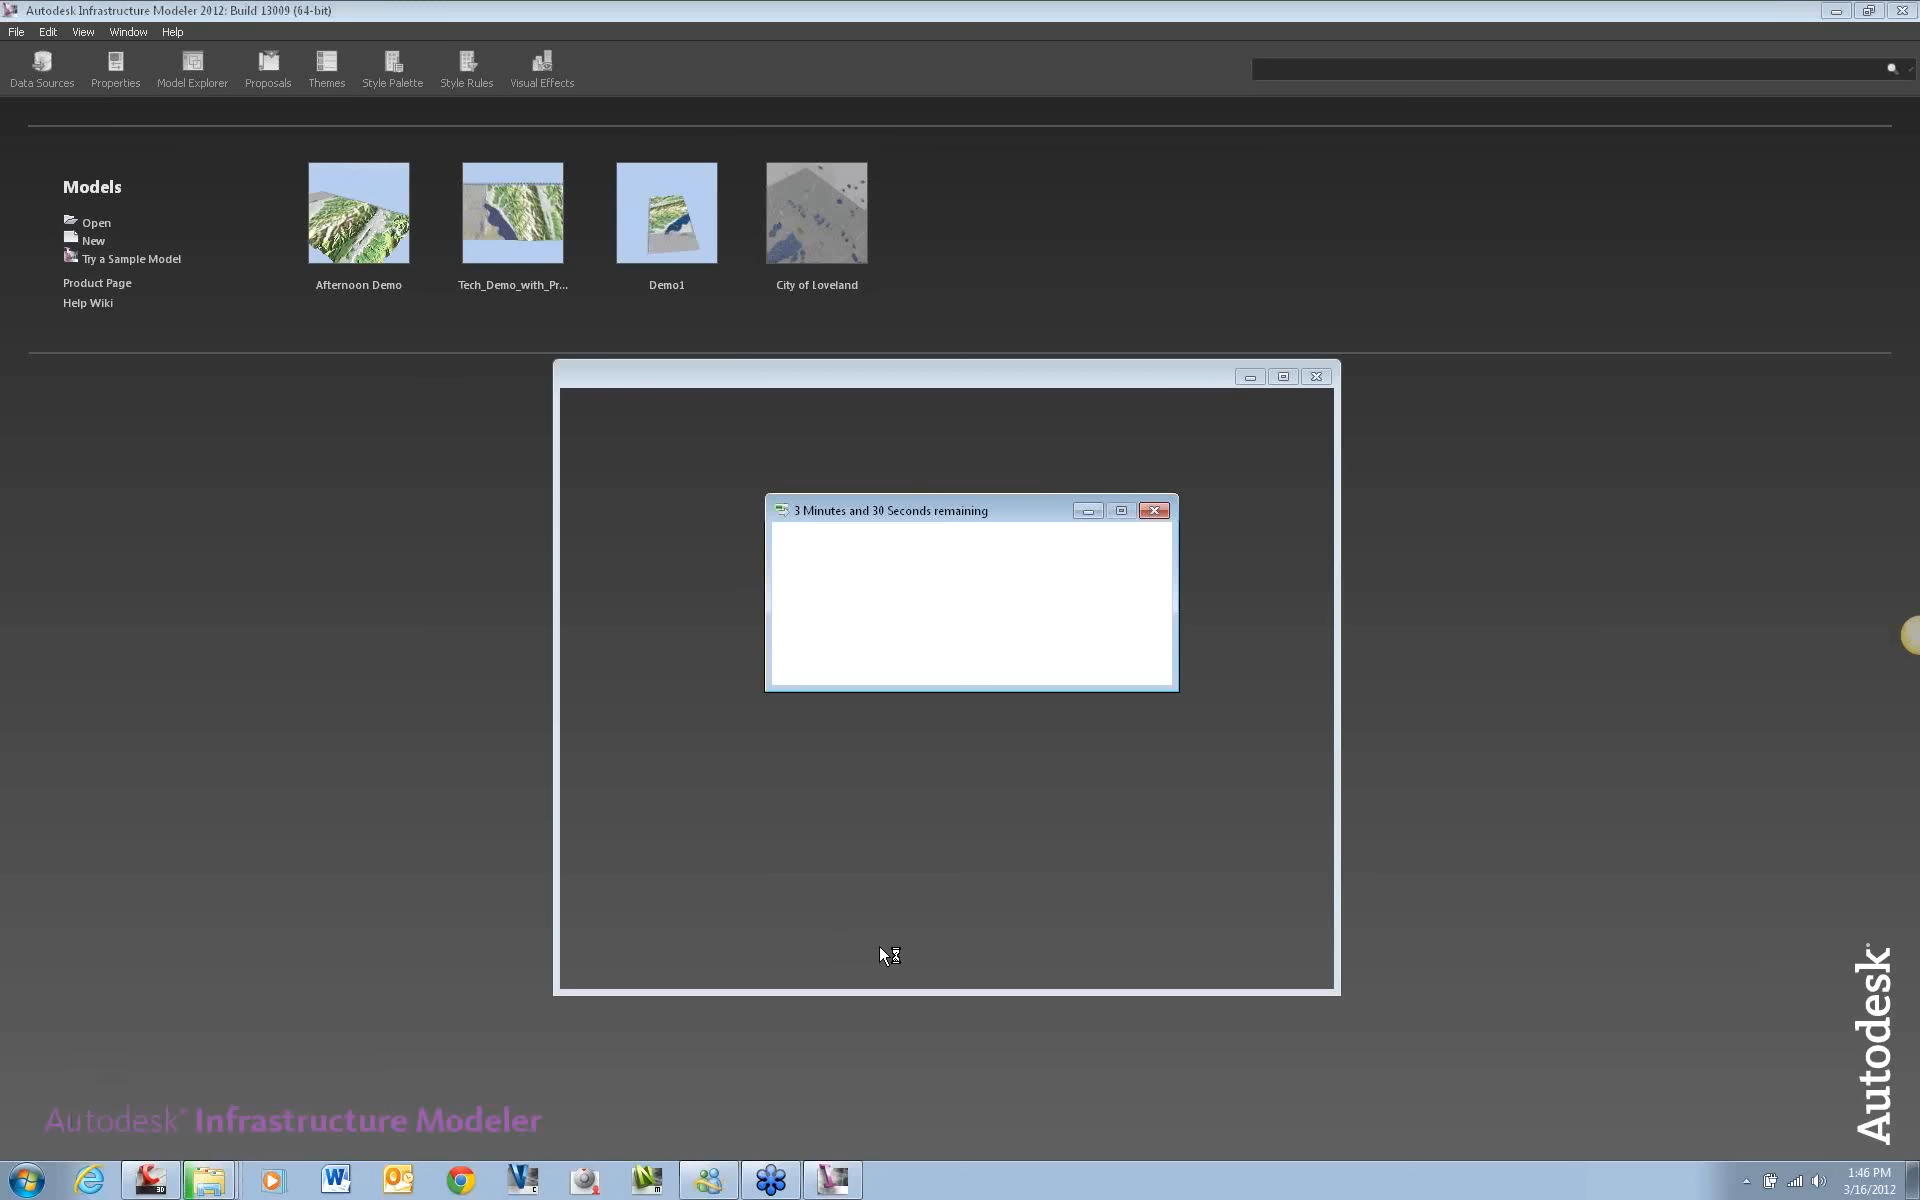 Autodesk Infrastructure Modeler 2012: Build 13009 (64-bit)
File Edit View Window Help
Data Sources Properties Model Explorer Proposals Themes Style Palette Style Rules Visual Effects
Models
Open
New
Try a Sample Model
Product Page
Help Wiki
Afternoon Demo Tech_Demo_with_Pr... Demo1 City of Loveland
3 Minutes and 30 Seconds remaining
Autodesk
Autodesk® Infrastructure Modeler
1:46 PM
3/16/2012